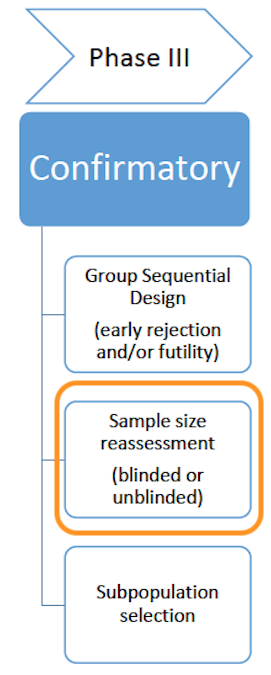 Phase III
Confirmatory
Group Sequential
Design
(early rejection
and/or futility)
Sample size
reassessment
(blinded or
unblinded)
Subpopulation
selection